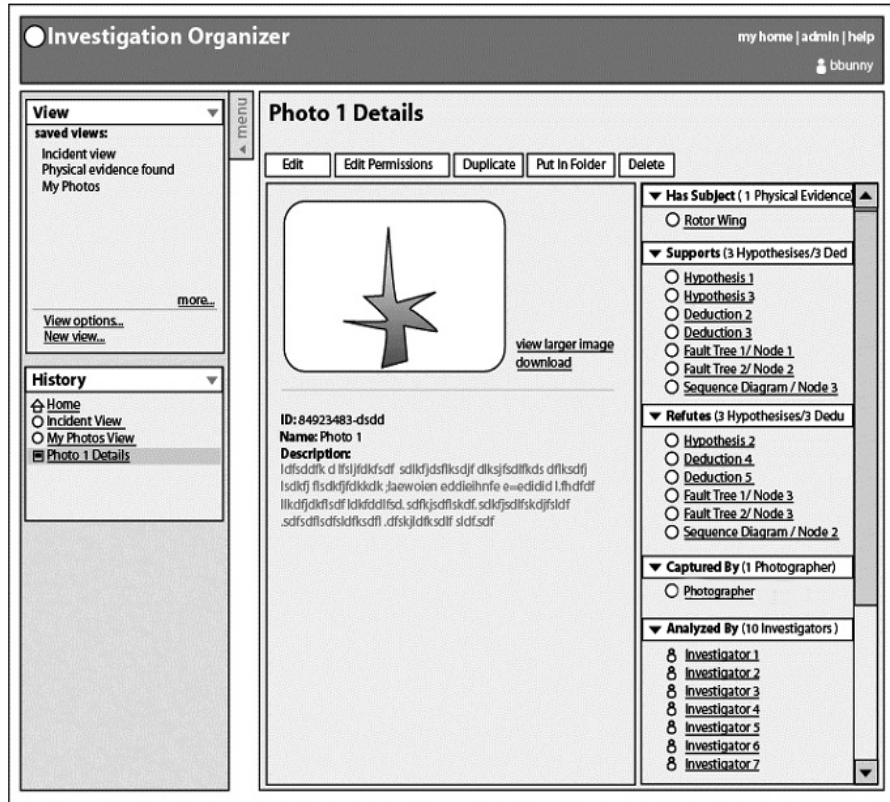 Investigation Organizer
my home | admin | help
bbunny
View
saved views:
Incident view
Physical evidence found
My Photos
more...
View options...
New view...
History
Home
Incident View
My Photos View
Photo 1 Details
menu
Photo 1 Details
Edit
Edit Permissions
Duplicate
Put In Folder
Delete
view larger image
download
ID: 84923483-dsdd
Name: Photo 1
Description:
ldfsddfk d lfsljfdkfsdf sdlkfjdsflksdjf dlksjfsdlfkds dflksdfj
lsdkfj flsdkfjfdkkdk ;laewoien eddieihnfe e=edidid l.fhdfdf
llkdfjdkflsdf ldkfddlfsd. sdfkjsdflskdf. sdkfjsdlfskdjfsldf
.sdfsdflsdfsldfksdfl .dfskjldfksdlf sldf.sdf
Has Subject ( 1 Physical Evidence)
Rotor Wing
Supports (3 Hypothesises/3 Ded
Hypothesis 1
Hypothesis 3
Deduction 2
Deduction 3
Fault Tree 1/ Node 1
Fault Tree 2/ Node 2
Sequence Diagram / Node 3
Refutes (3 Hypothesises/3 Dedu
Hypothesis 2
Deduction 4
Deduction 5
Fault Tree 1/ Node 3
Fault Tree 2/ Node 3
Sequence Diagram / Node 2
Captured By (1 Photographer)
Photographer
Analyzed By (10 Investigators )
Investigator 1
Investigator 2
Investigator 3
Investigator 4
Investigator 5
Investigator 6
Investigator 7